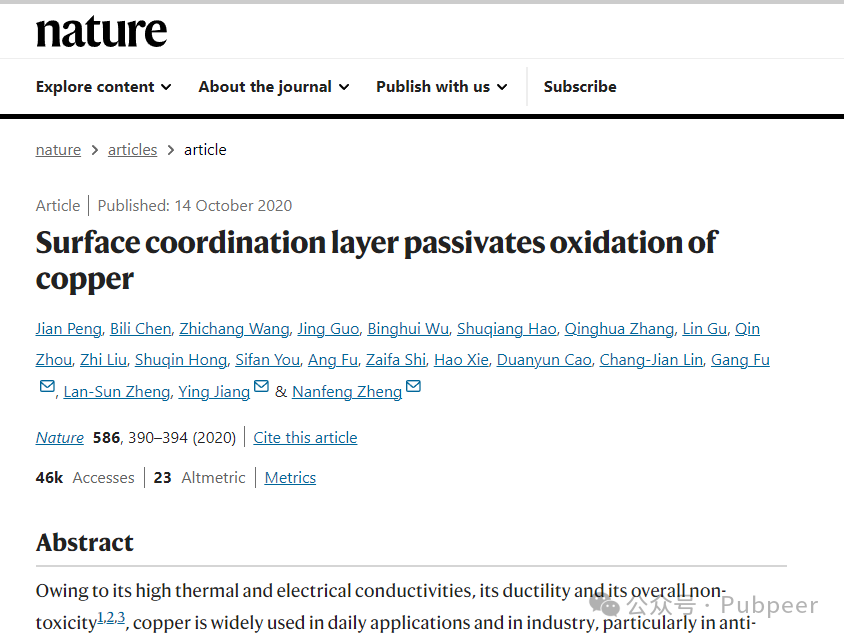 nature
Explore content About the journal Publish with us Subscribe
nature > articles > article
Article | Published: 14 October 2020
Surface coordination layer passivates oxidation of
copper
Jian Peng, Bili Chen, Zhichang Wang, Jing Guo, Binghui Wu, Shuqiang Hao, Qinghua Zhang, Lin Gu, Qin
Zhou, Zhi Liu, Shuqin Hong, Sifan You, Ang Fu, Zaifa Shi, Hao Xie, Duanyun Cao, Chang-Jian Lin, Gang Fu
, Lan-Sun Zheng, Ying Jiang & Nanfeng Zheng
Nature 586, 390–394 (2020) | Cite this article
46k Accesses | 23 Altmetric | Metrics
Abstract
Owing to its high thermal and electrical conductivities, its ductility and its overall non-
toxicity1,2,3, copper is widely used in daily applications and in industry, particularly in anti-
公众号 · Pubpeer